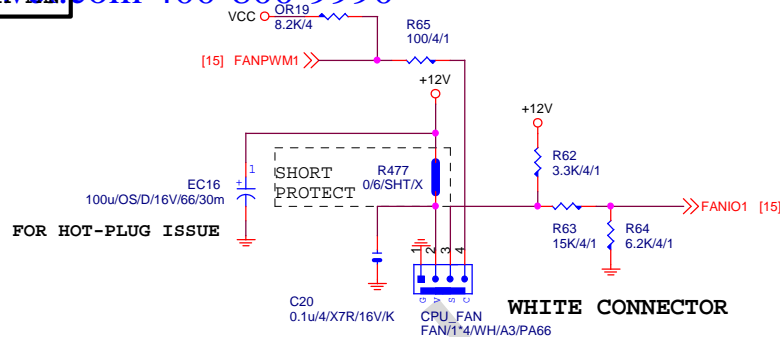 VCC
OR19
8.2K/4
R65
100/4/1
[15] FANPWM1
+12V
+12V
EC16
100u/OS/D/16V/66/30m
+
1
SHORT
PROTECT
R477
0/6/SHT/X
R62
3.3K/4/1
FANIO1 [15]
FOR HOT-PLUG ISSUE
R63
15K/4/1
R64
6.2K/4/1
1
2
3
4
G
V
S
C
C20
0.1u/4/X7R/16V/K
CPU_FAN
FAN/1*4/WH/A3/PA66
WHITE CONNECTOR